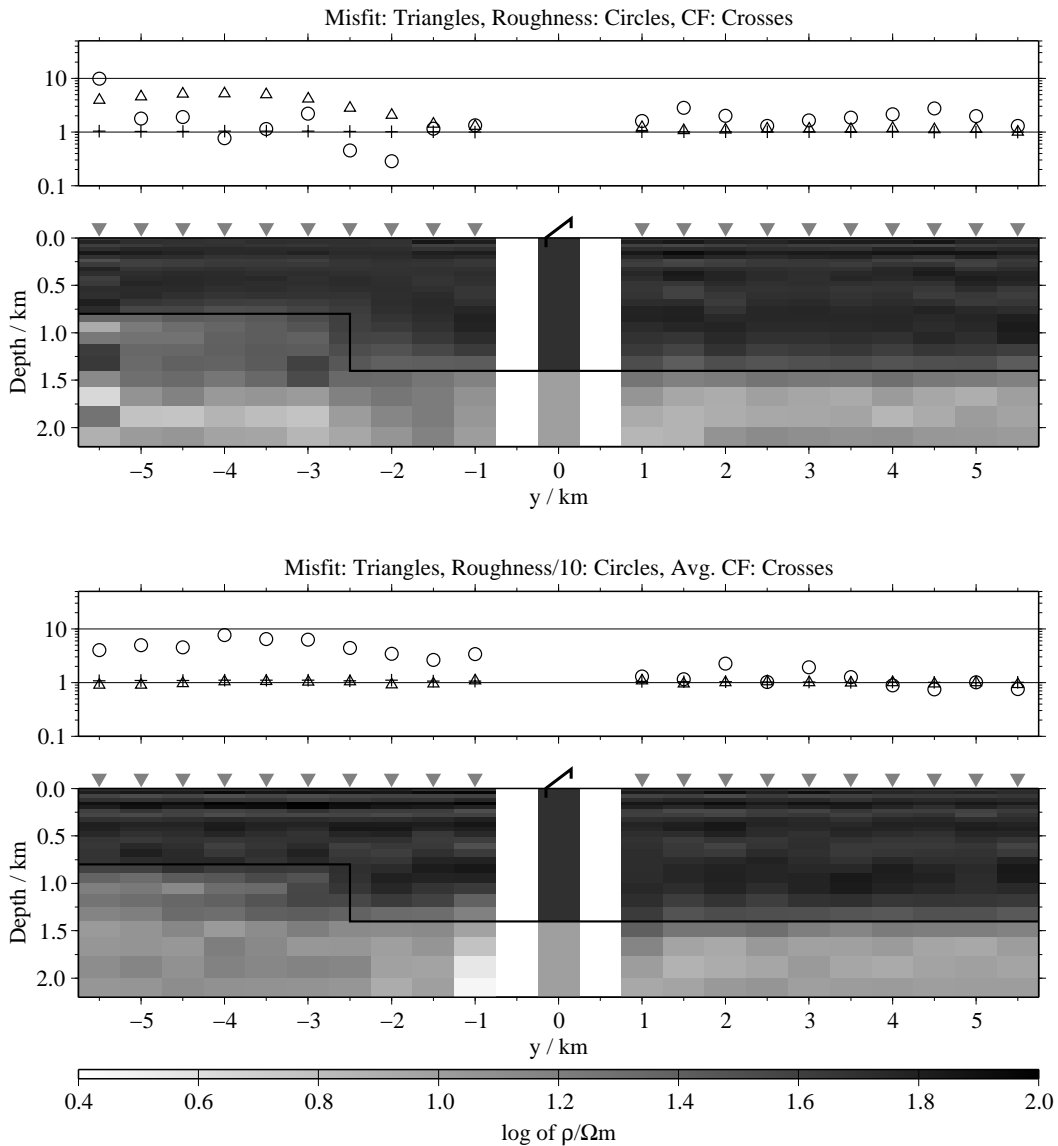 Misfit: Triangles, Roughness: Circles, CF: Crosses
10
1
0.1
0.0
0.5
1.0
1.5
2.0
Depth / km
−5 −4 −3 −2 −1 0 1 2 3 4 5
y / km
Misfit: Triangles, Roughness/10: Circles, Avg. CF: Crosses
10
1
0.1
0.0
0.5
1.0
1.5
2.0
Depth / km
−5 −4 −3 −2 −1 0 1 2 3 4 5
y / km
0.4 0.6 0.8 1.0 1.2 1.4 1.6 1.8 2.0
log of ρ/Ωm